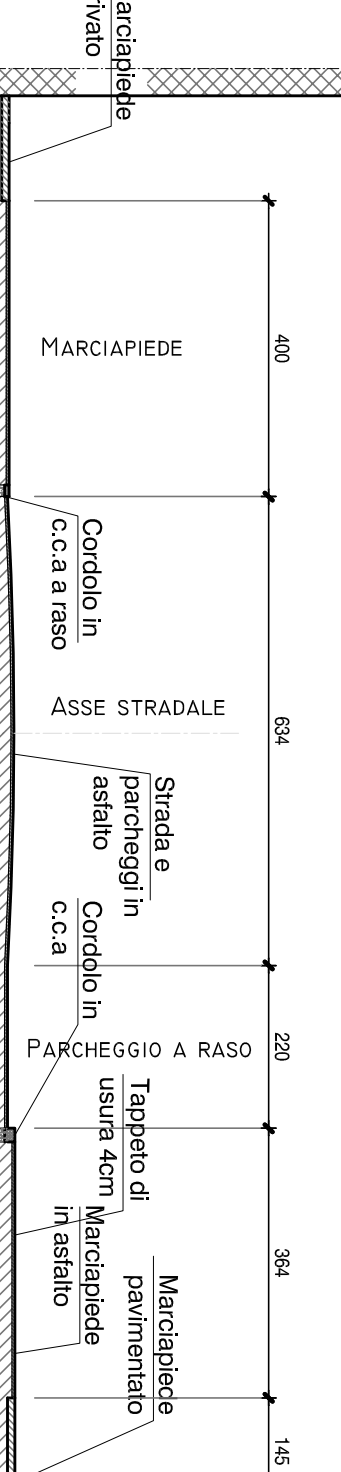 arciapiede
rivato
400
MARCIAPIEDE
Cordolo in
c.c.a a raso
634
ASSE STRADALE
Strada e
parcheggi in
asfalto
Cordolo in
c.c.a
220
PARCHEGGIO A RASO
Tappeto di
usura 4cm
364
Marciapiede
in asfalto
Marciapiede
pavimentato
145